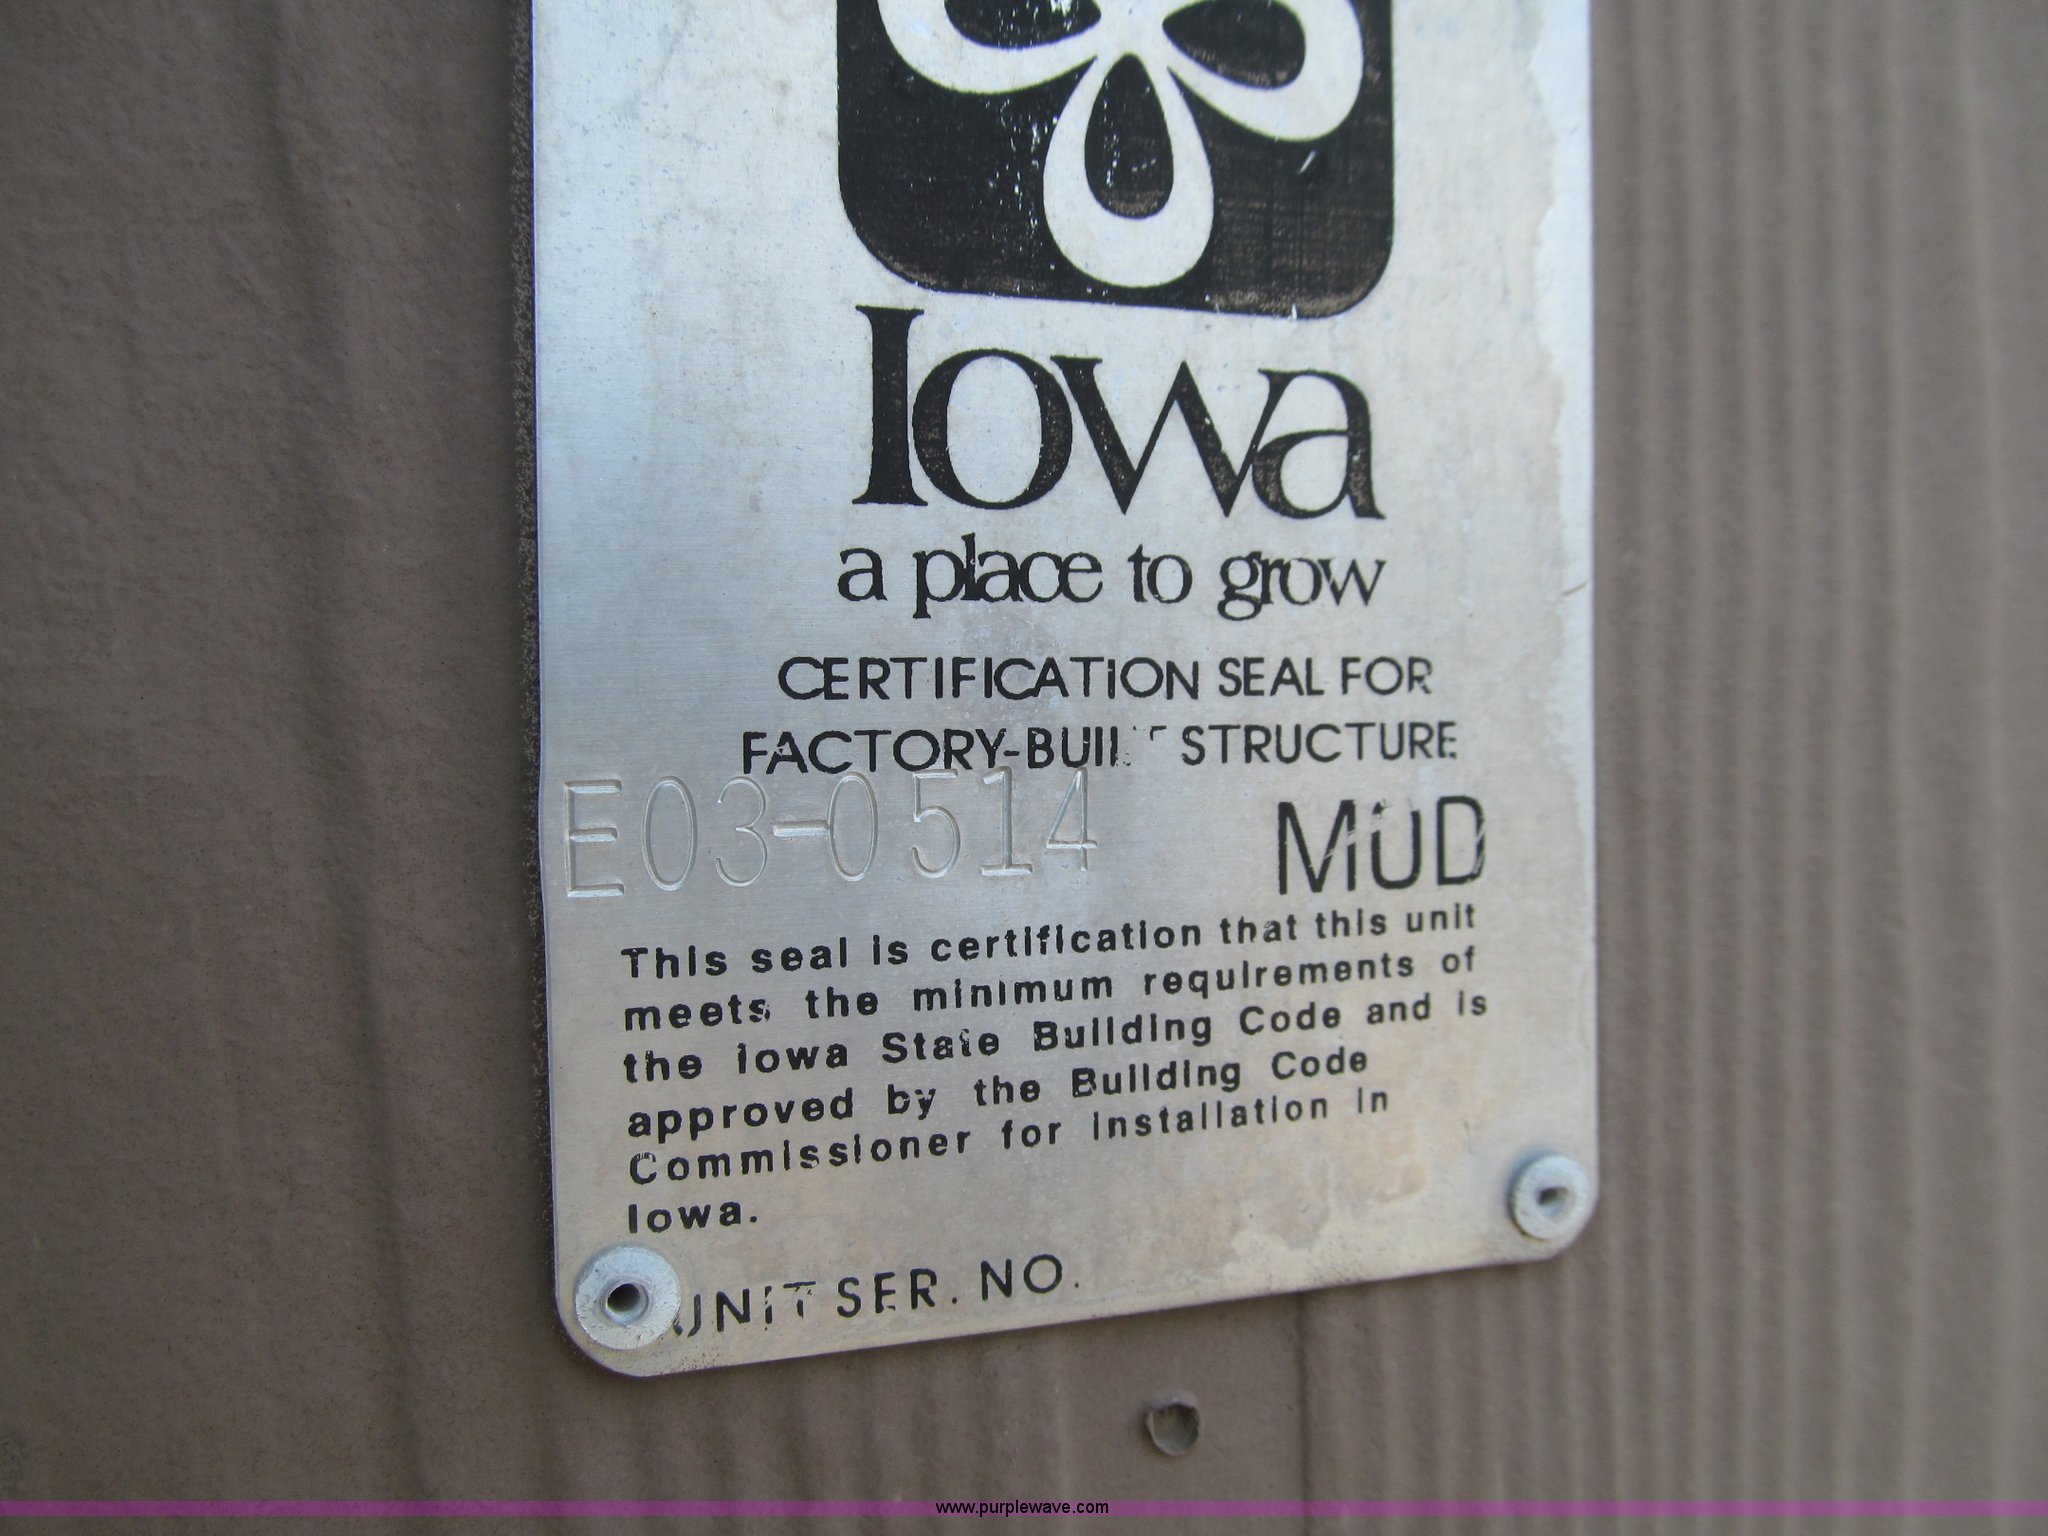 Iowa
a place to grow
CERTIFICATION SEAL FOR
FACTORY-BUILT STRUCTURE
E03-0514 MUD
This seal is certification that this unit
meets the minimum requirements of
the Iowa State Building Code and is
approved by the Building Code
Commissioner for installation in
Iowa.
UNIT SER. NO.
www.purplewave.com